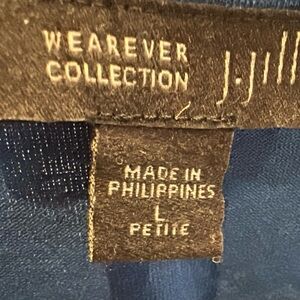 WEAREVER
COLLECTION
J.Jill
MADE IN
PHILIPPINES
L
PETITE